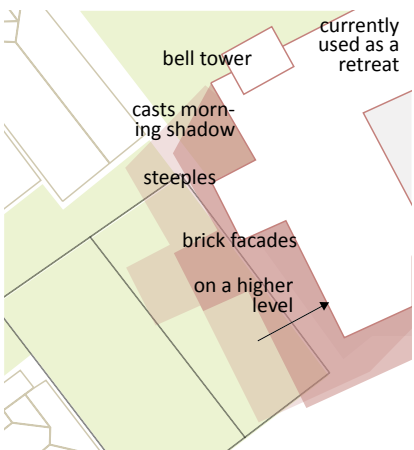 currently
used as a
retreat
bell tower
casts morn-
ing shadow
steeples
brick facades
on a higher
level